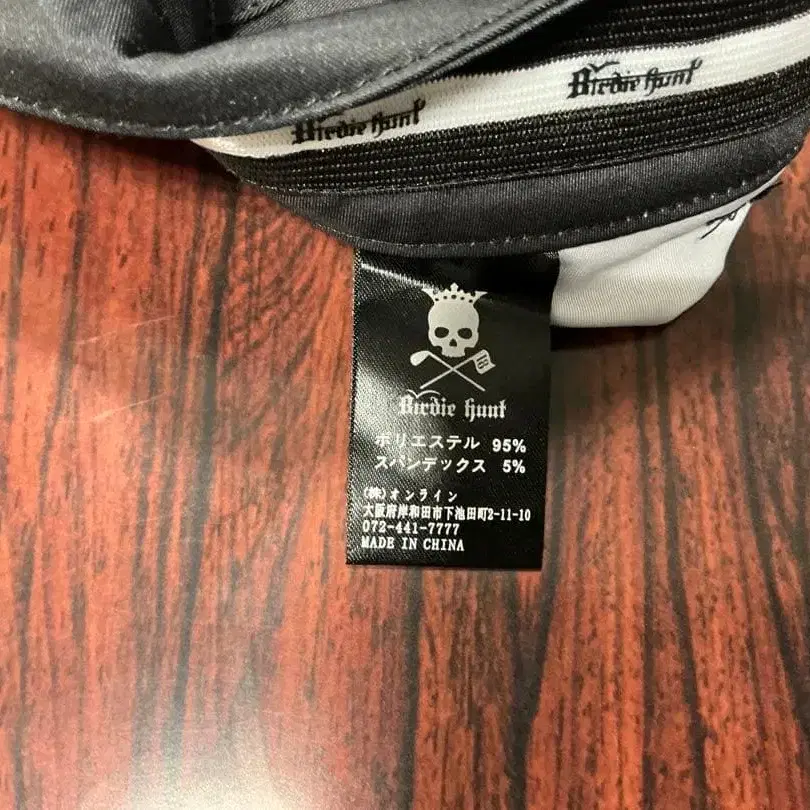 Birdie hunt
Birdie hunt
18
Birdie hunt
ポリエステル 95%
スパンデックス 5%
(株)オンライン
大阪府岸和田市下池田町2-11-10
072-441-7777
MADE IN CHINA